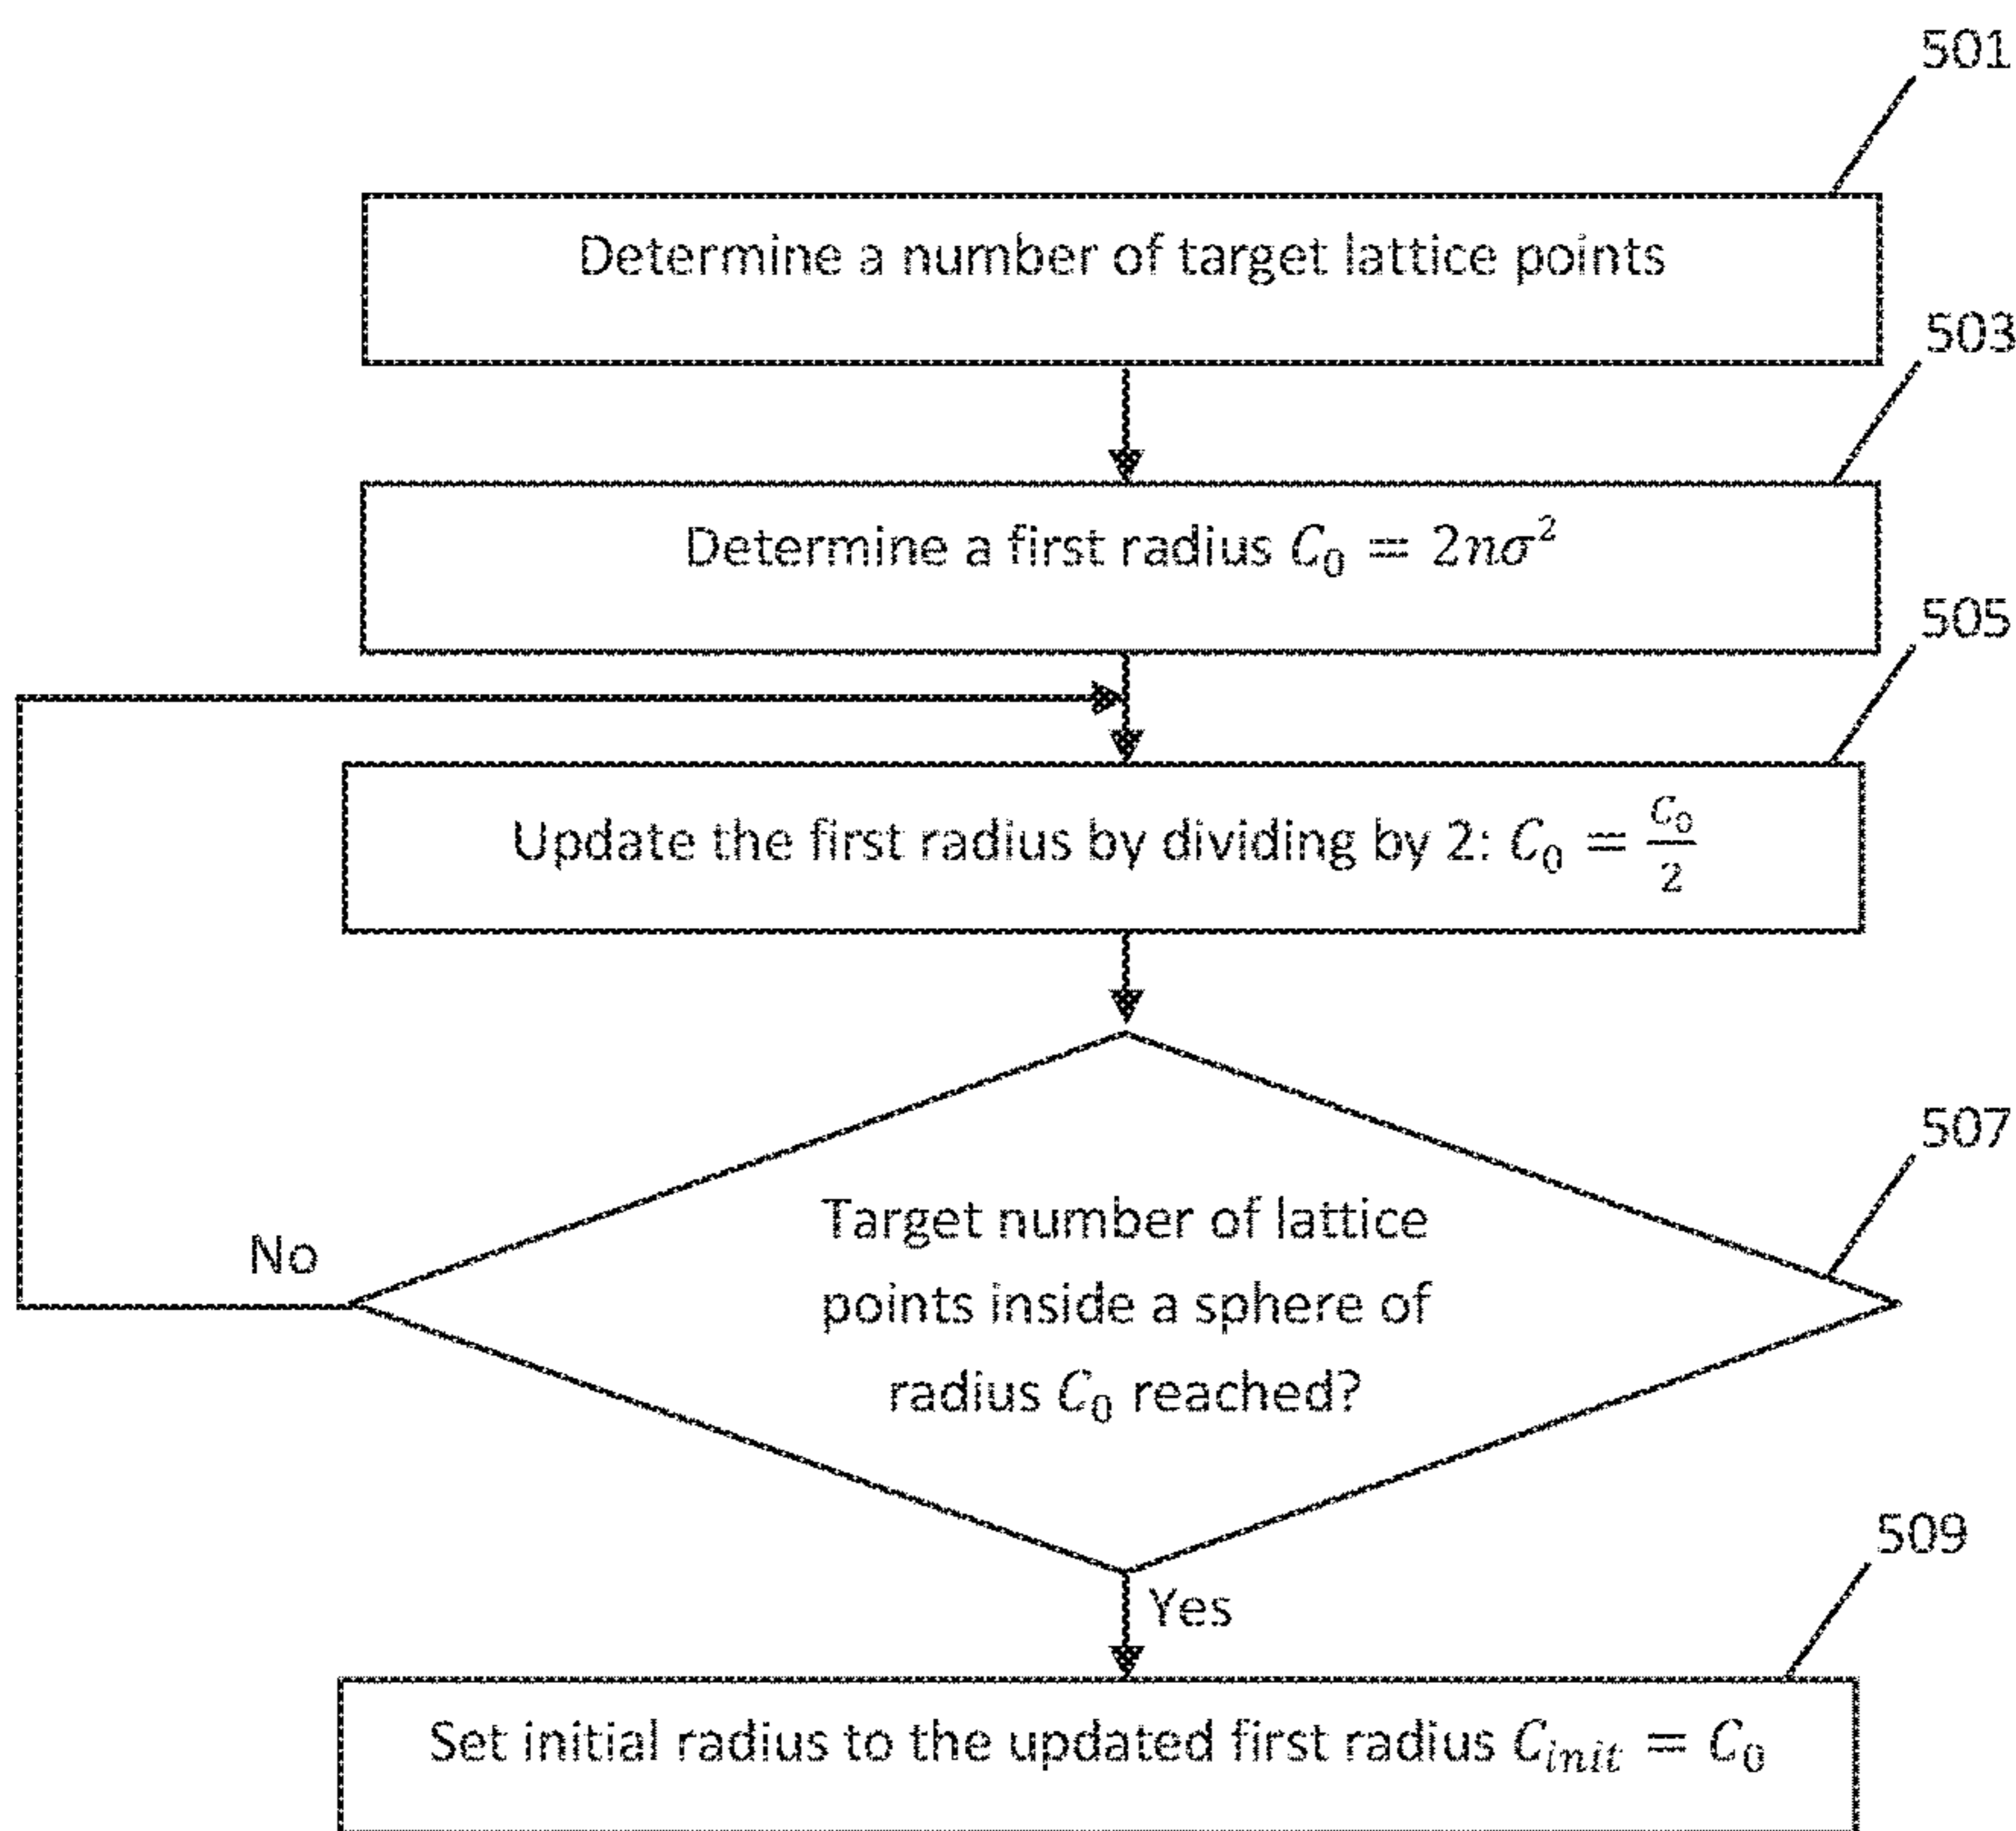 501
Determine a number of target lattice points
503
Determine a first radius C₀ = 2nσ²
505
Update the first radius by dividing by 2: C₀ = C₀/2
507
Target number of lattice
points inside a sphere of
radius C₀ reached?
No
Yes
509
Set initial radius to the updated first radius Cᵢₙᵢₜ = C₀